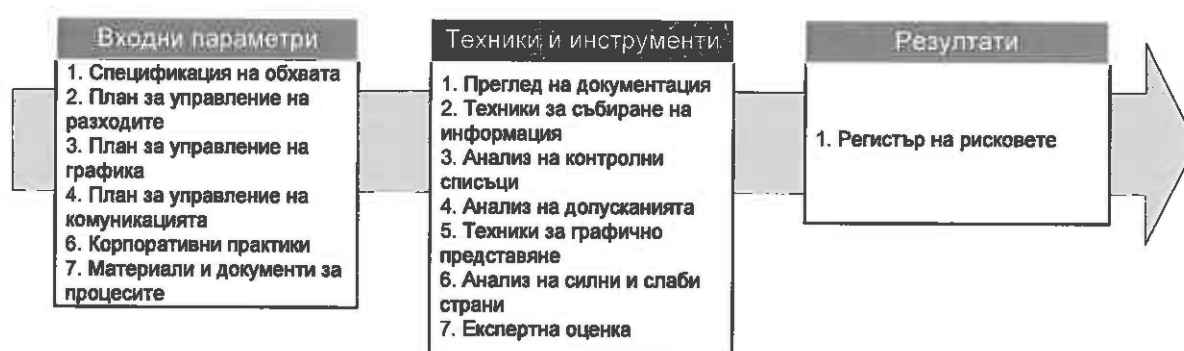 Входни параметри
1. Спецификация на обхвата
2. План за управление на
разходите
3. План за управление на
графика
4. План за управление на
комуникацията
6. Корпоративни практики
7. Материали и документи за
процесите
Техники и инструменти
1. Преглед на документация
2. Техники за събиране на
информация
3. Анализ на контролни
списъци
4. Анализ на допусканията
5. Техники за графично
представяне
6. Анализ на силни и слаби
страни
7. Експертна оценка
Резултати
1. Регистър на рисковете